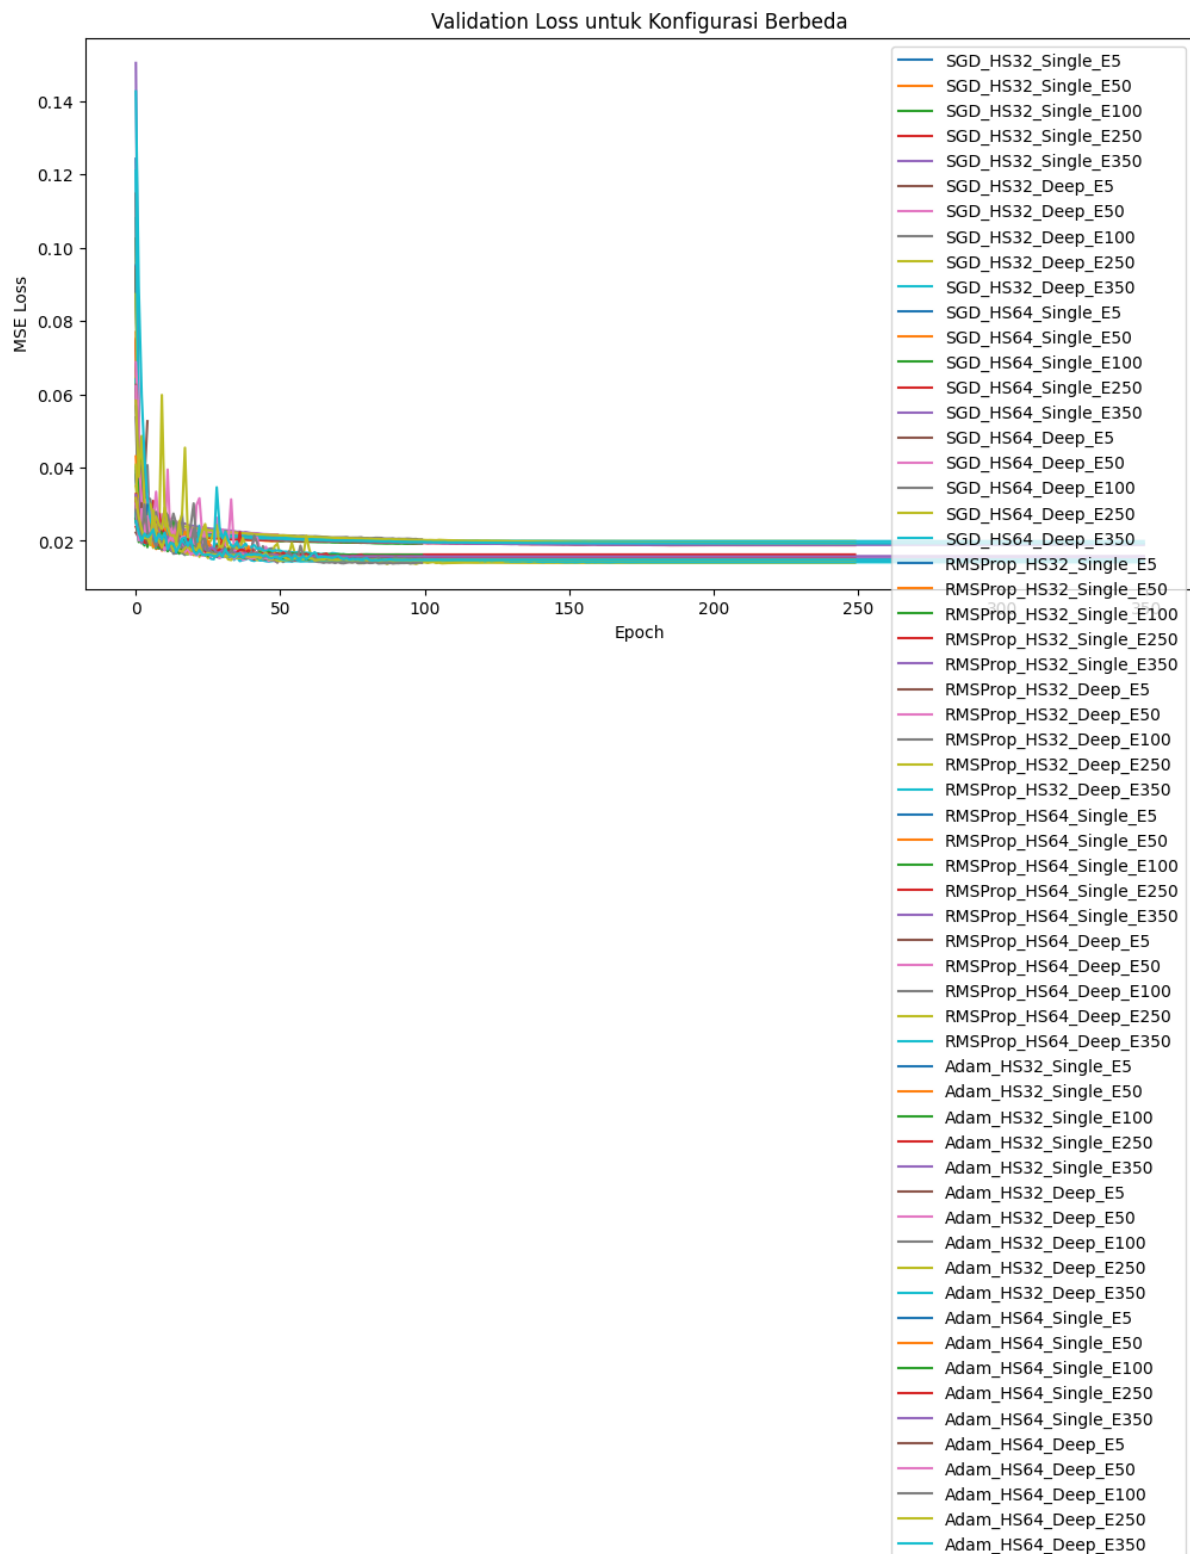 Validation Loss untuk Konfigurasi Berbeda
0.14
0.12
0.10
0.08
0.06
0.04
0.02
MSE Loss
0
50
100
150
200
250
300
350
Epoch
SGD_HS32_Single_E5
SGD_HS32_Single_E50
SGD_HS32_Single_E100
SGD_HS32_Single_E250
SGD_HS32_Single_E350
SGD_HS32_Deep_E5
SGD_HS32_Deep_E50
SGD_HS32_Deep_E100
SGD_HS32_Deep_E250
SGD_HS32_Deep_E350
SGD_HS64_Single_E5
SGD_HS64_Single_E50
SGD_HS64_Single_E100
SGD_HS64_Single_E250
SGD_HS64_Single_E350
SGD_HS64_Deep_E5
SGD_HS64_Deep_E50
SGD_HS64_Deep_E100
SGD_HS64_Deep_E250
SGD_HS64_Deep_E350
RMSProp_HS32_Single_E5
RMSProp_HS32_Single_E50
RMSProp_HS32_Single_E100
RMSProp_HS32_Single_E250
RMSProp_HS32_Single_E350
RMSProp_HS32_Deep_E5
RMSProp_HS32_Deep_E50
RMSProp_HS32_Deep_E100
RMSProp_HS32_Deep_E250
RMSProp_HS32_Deep_E350
RMSProp_HS64_Single_E5
RMSProp_HS64_Single_E50
RMSProp_HS64_Single_E100
RMSProp_HS64_Single_E250
RMSProp_HS64_Single_E350
RMSProp_HS64_Deep_E5
RMSProp_HS64_Deep_E50
RMSProp_HS64_Deep_E100
RMSProp_HS64_Deep_E250
RMSProp_HS64_Deep_E350
Adam_HS32_Single_E5
Adam_HS32_Single_E50
Adam_HS32_Single_E100
Adam_HS32_Single_E250
Adam_HS32_Single_E350
Adam_HS32_Deep_E5
Adam_HS32_Deep_E50
Adam_HS32_Deep_E100
Adam_HS32_Deep_E250
Adam_HS32_Deep_E350
Adam_HS64_Single_E5
Adam_HS64_Single_E50
Adam_HS64_Single_E100
Adam_HS64_Single_E250
Adam_HS64_Single_E350
Adam_HS64_Deep_E5
Adam_HS64_Deep_E50
Adam_HS64_Deep_E100
Adam_HS64_Deep_E250
Adam_HS64_Deep_E350